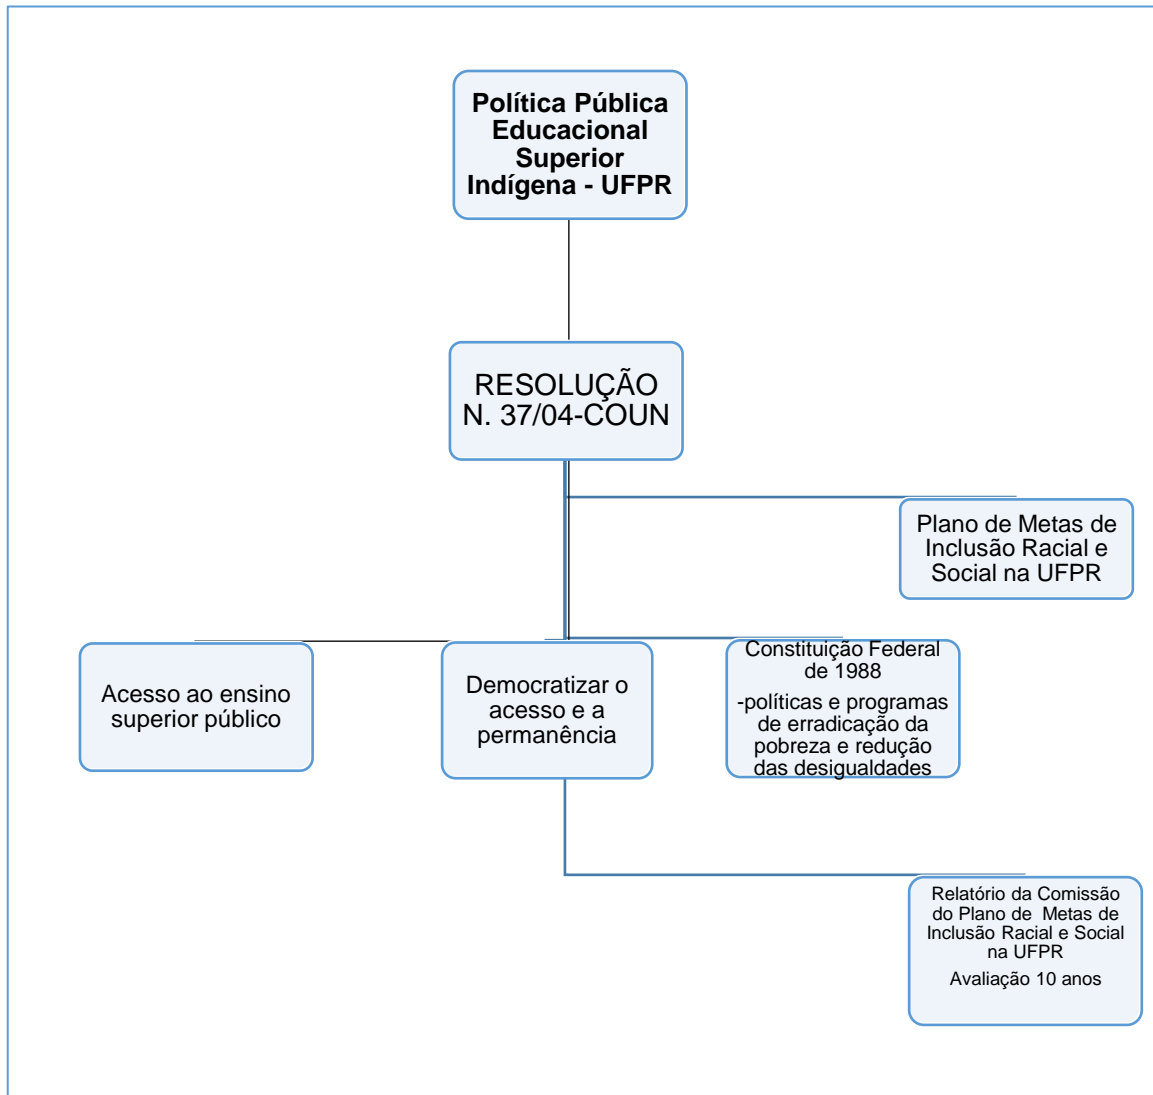 Política Pública
Educacional
Superior
Indígena - UFPR
RESOLUÇÃO
N. 37/04-COUN
Plano de Metas de
Inclusão Racial e
Social na UFPR
Acesso ao ensino
superior público
Democratizar o
acesso e a
permanência
Constituição Federal
de 1988
-políticas e programas
de erradicação da
pobreza e redução
das desigualdades
Relatório da Comissão
do Plano de Metas de
Inclusão Racial e Social
na UFPR
Avaliação 10 anos